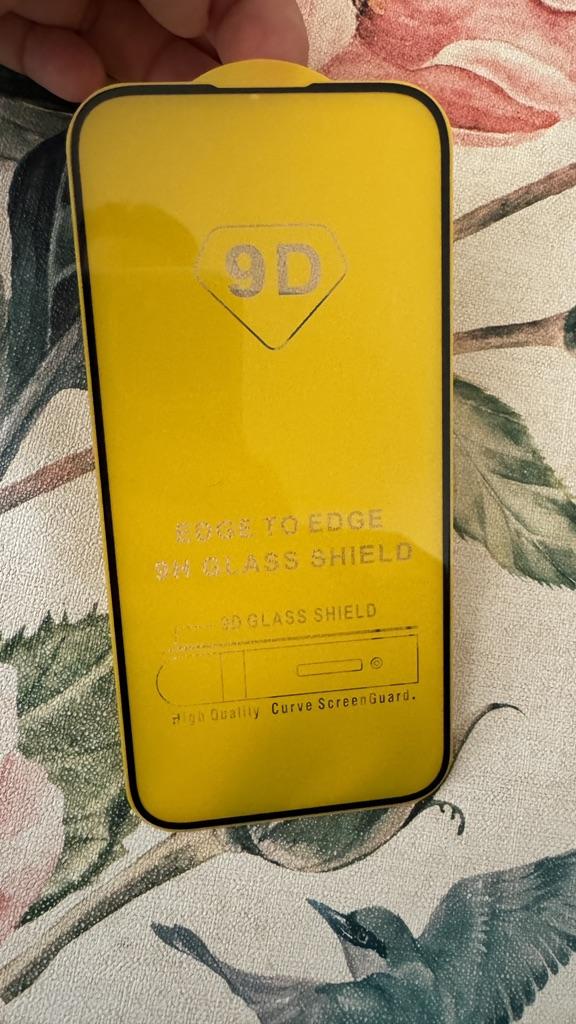 9D
EDGE TO EDGE
9H GLASS SHIELD
9D GLASS SHIELD
High Quality Curve ScreenGuard.